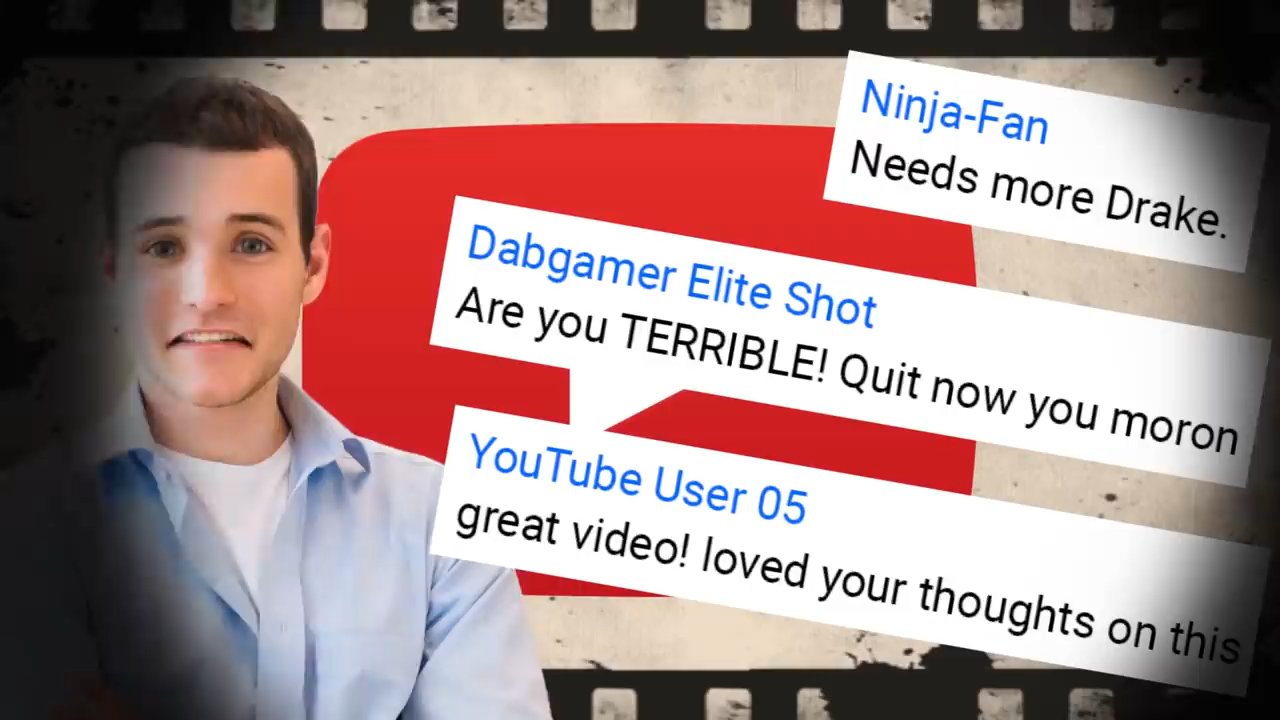 Ninja-Fan
Needs more Drake.
Dabgamer Elite Shot
Are you TERRIBLE! Quit now you moron
YouTube User 05
great video! loved your thoughts on this